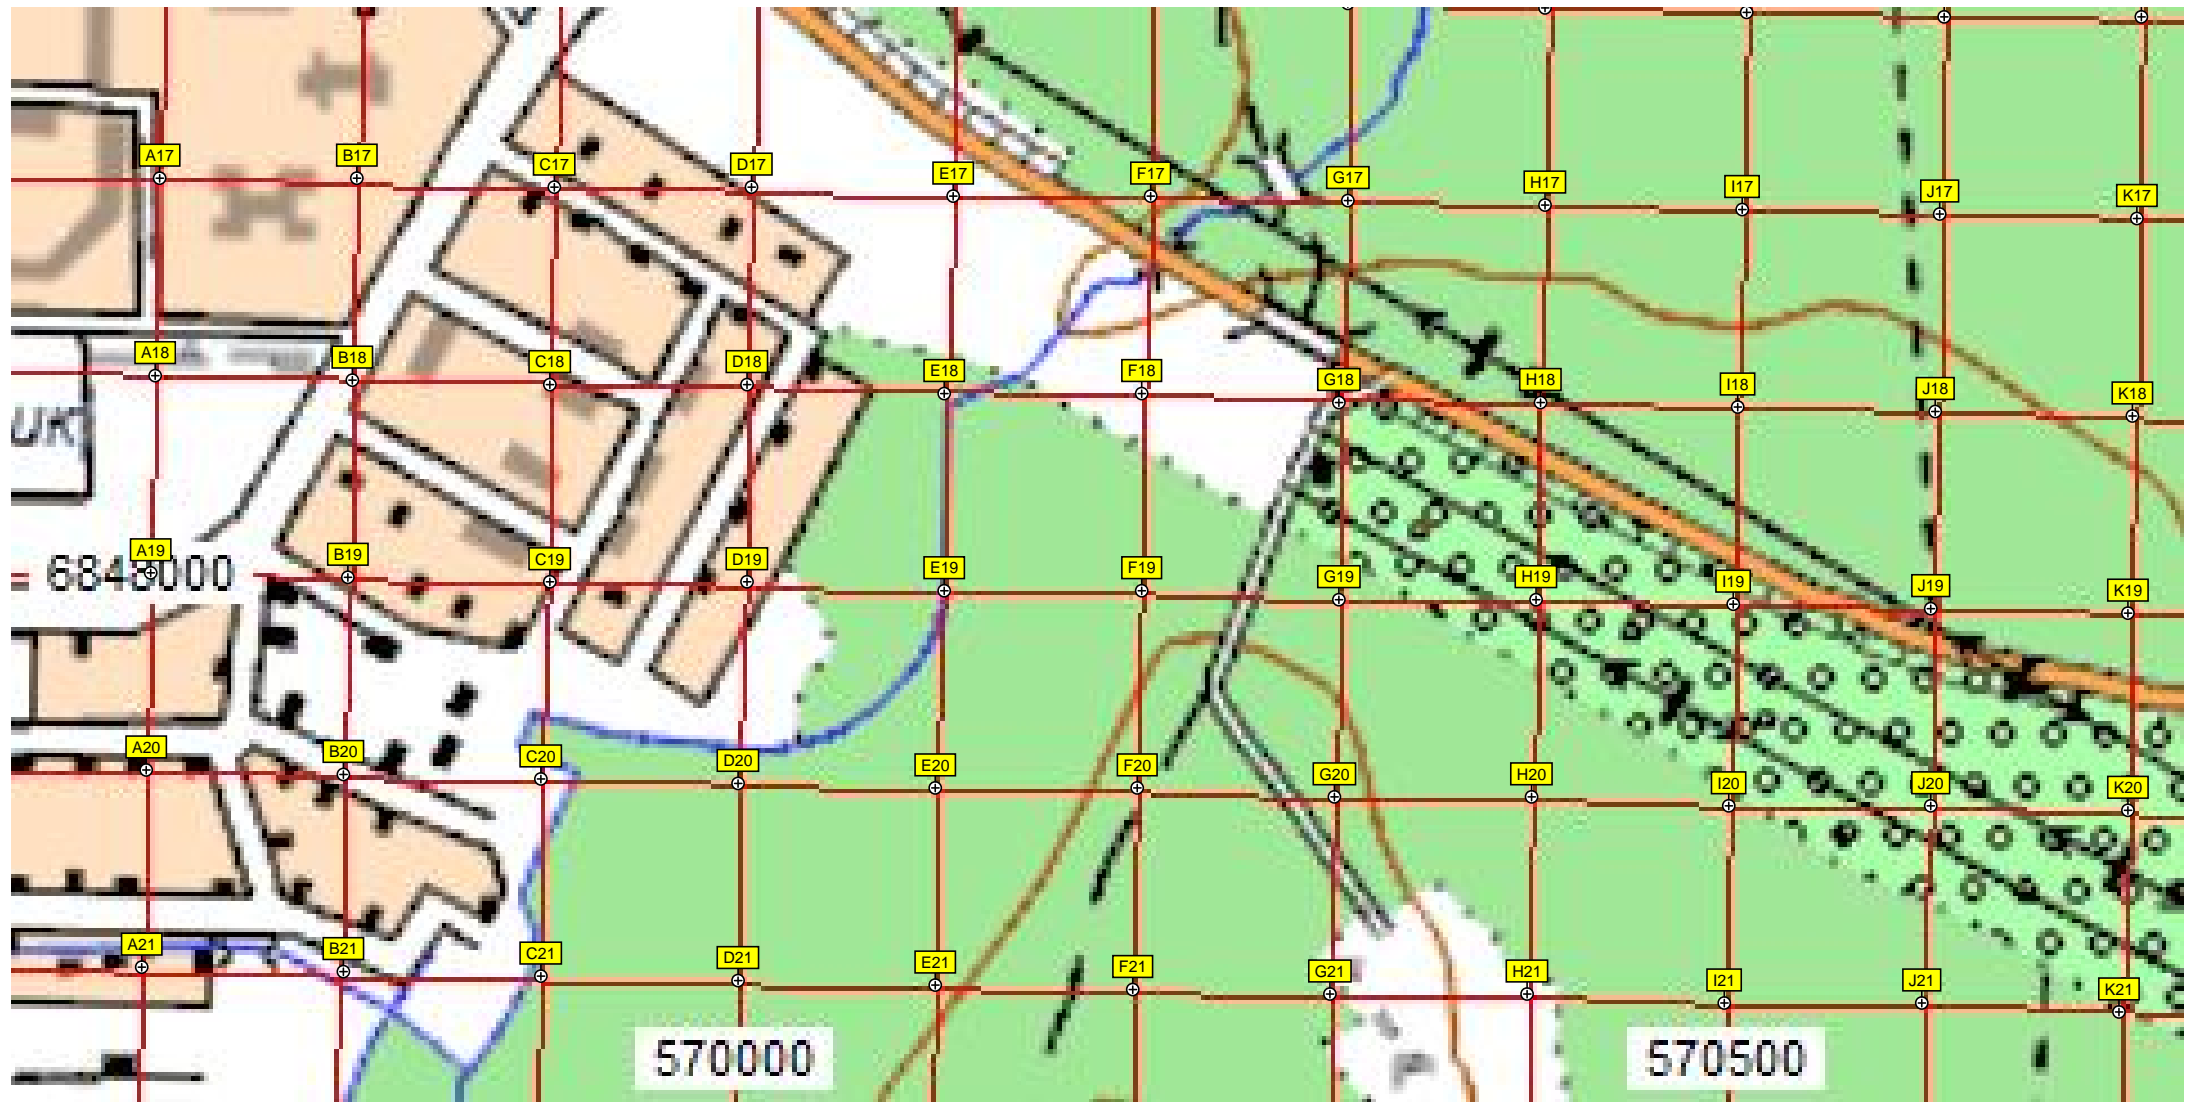 A17 B17 C17 D17 E17 F17 G17 H17 I17 J17 K17
A18 B18 C18 D18 E18 F18 G18 H18 I18 J18 K18
UK
A19 B19 C19 D19 E19 F19 G19 H19 I19 J19 K19
6848000
A20 B20 C20 D20 E20 F20 G20 H20 I20 J20 K20
A21 B21 C21 D21 E21 F21 G21 H21 I21 J21 K21
570000 570500